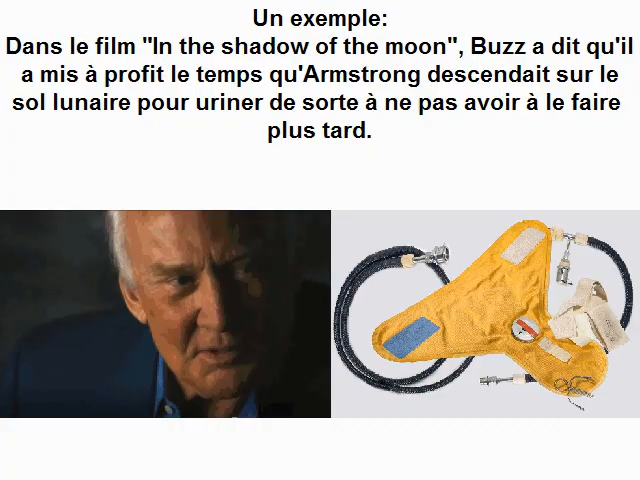 Un exemple:
Dans le film "In the shadow of the moon", Buzz a dit qu'il
a mis à profit le temps qu'Armstrong descendait sur le
sol lunaire pour uriner de sorte à ne pas avoir à le faire
plus tard.